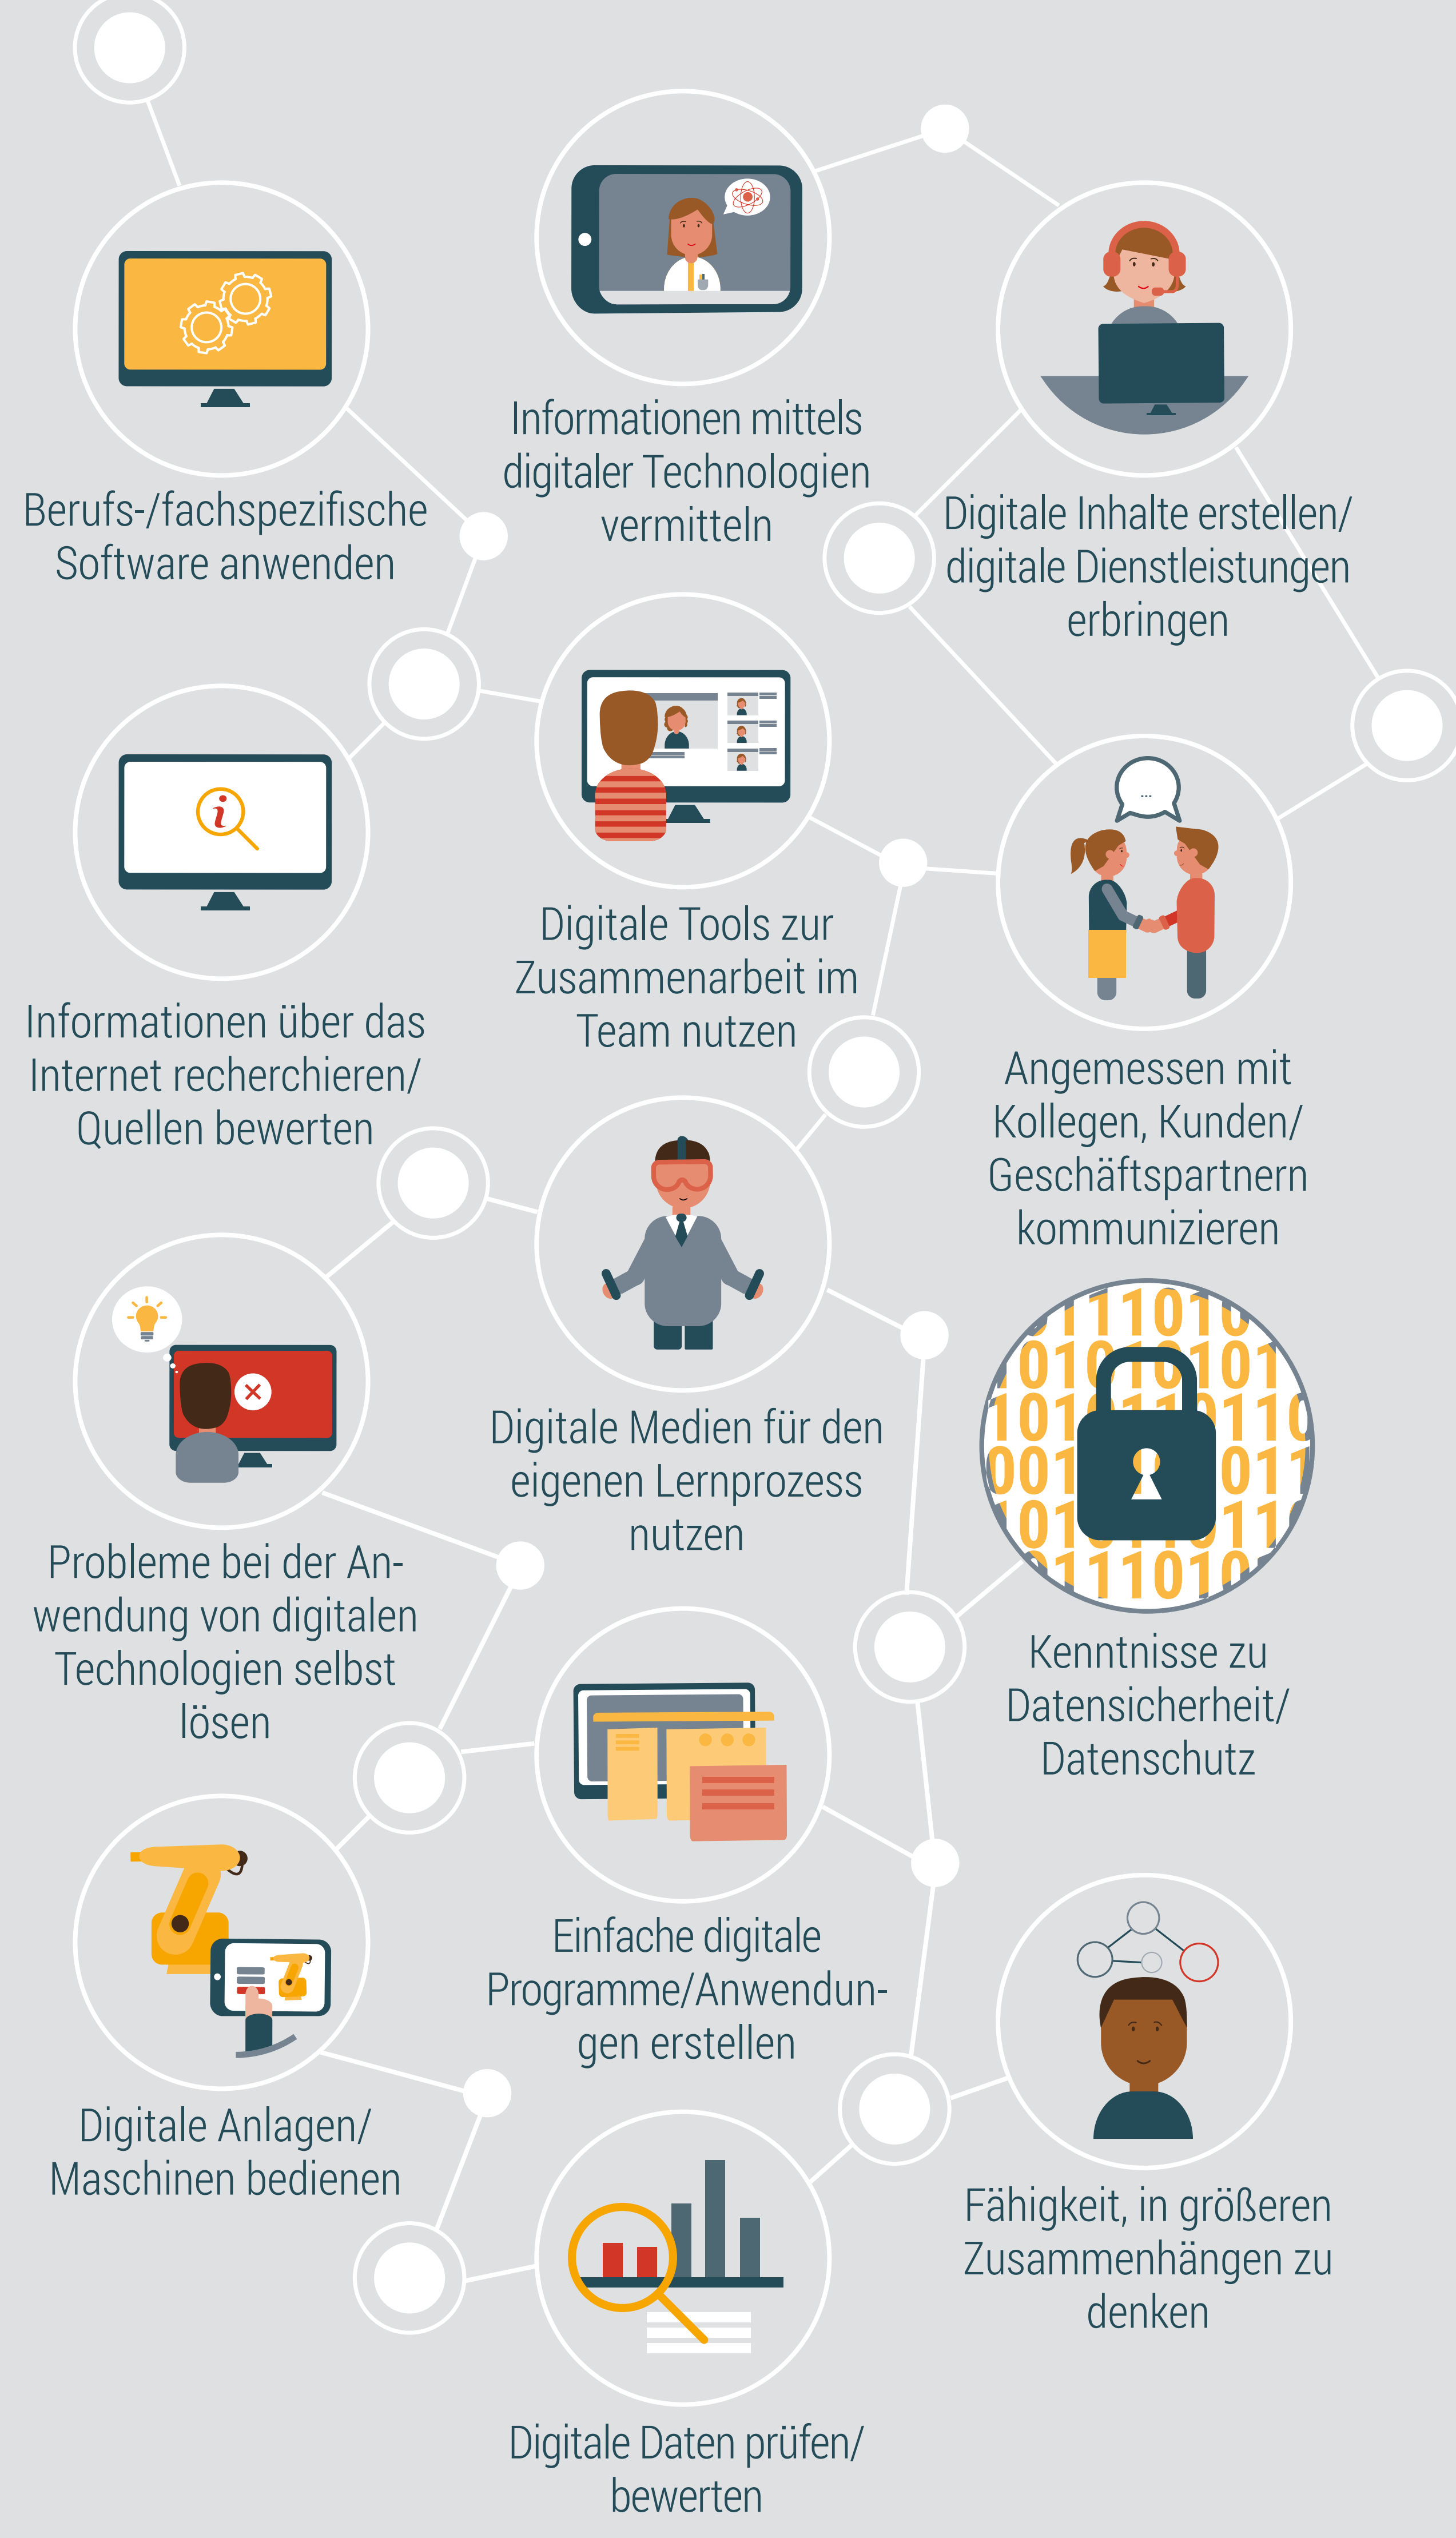 Informationen mittels
digitaler Technologien
vermitteln
Berufs-/fachspezifische
Software anwenden
Digitale Inhalte erstellen/
digitale Dienstleistungen
erbringen
i
Digitale Tools zur
Zusammenarbeit im
Team nutzen
Informationen über das
Internet recherchieren/
Quellen bewerten
...
Angemessen mit
Kollegen, Kunden/
Geschäftspartnern
kommunizieren
Digitale Medien für den
eigenen Lernprozess
nutzen
Probleme bei der An-
wendung von digitalen
Technologien selbst
lösen
Kenntnisse zu
Datensicherheit/
Datenschutz
Einfache digitale
Programme/Anwendun-
gen erstellen
Digitale Anlagen/
Maschinen bedienen
Fähigkeit, in größeren
Zusammenhängen zu
denken
Digitale Daten prüfen/
bewerten